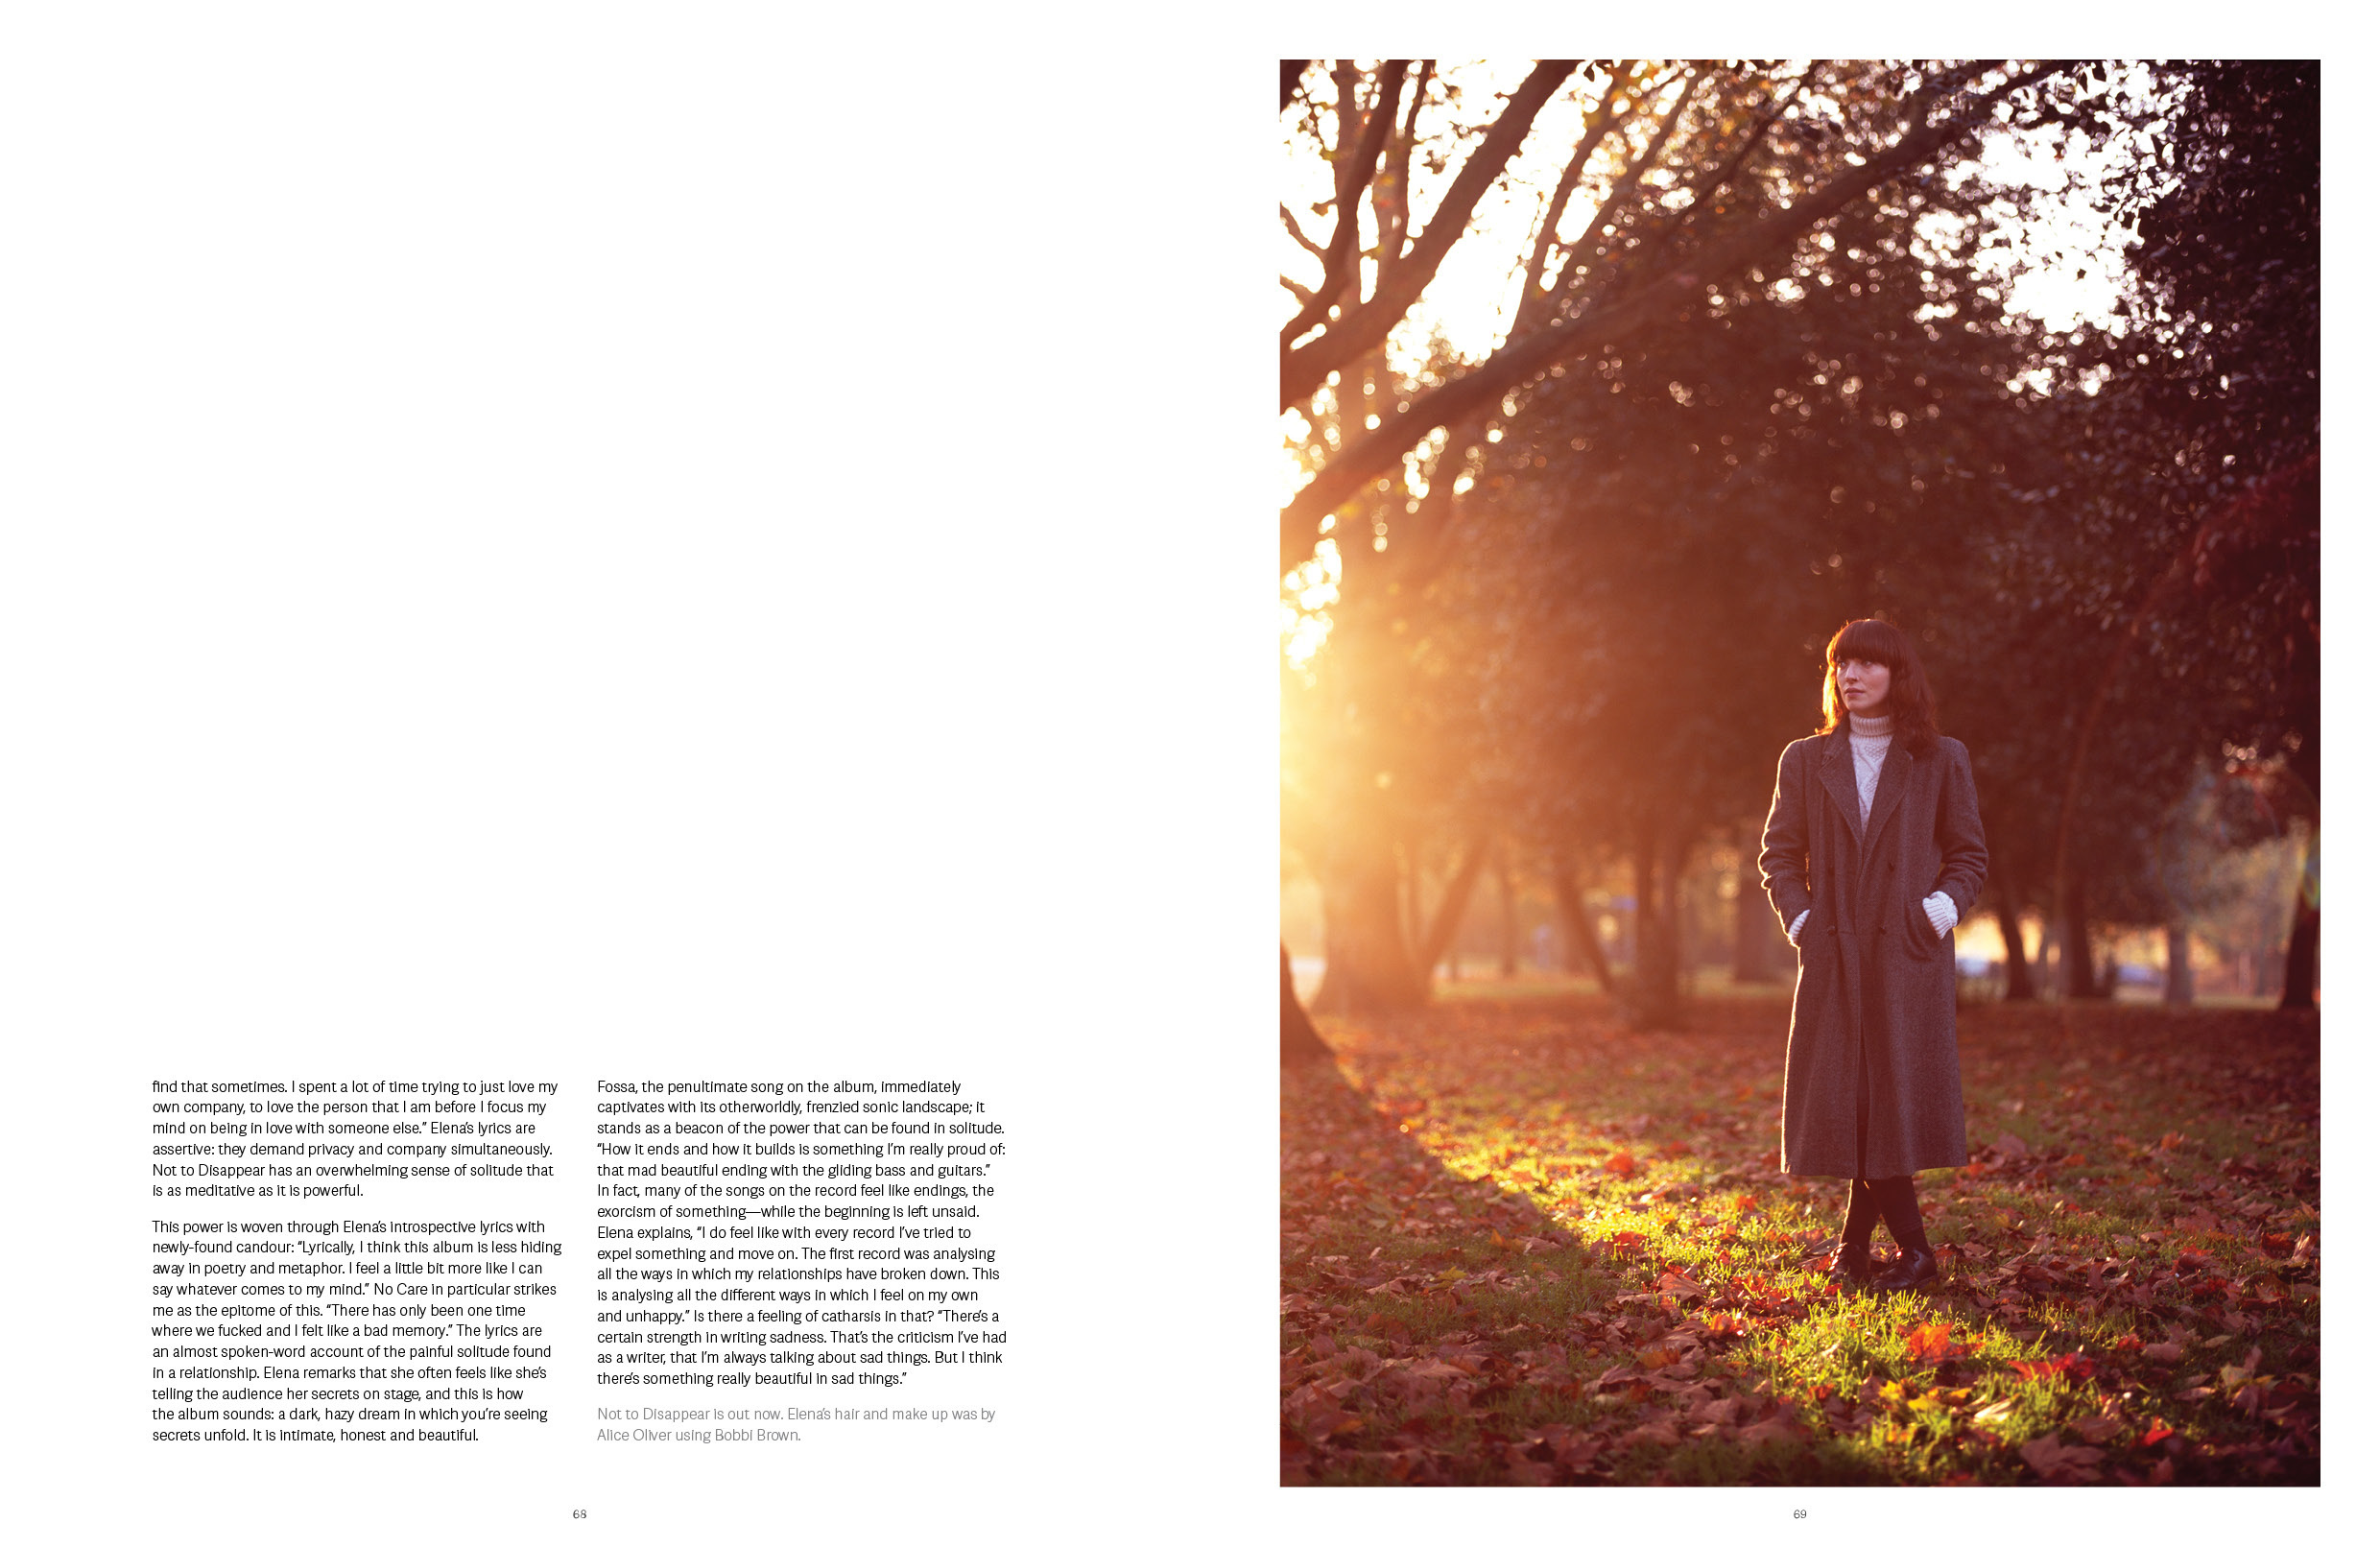 find that sometimes. I spent a lot of time trying to just love my
own company, to love the person that I am before I focus my
mind on being in love with someone else.” Elena’s lyrics are
assertive: they demand privacy and company simultaneously.
Not to Disappear has an overwhelming sense of solitude that
is as meditative as it is powerful.
This power is woven through Elena’s introspective lyrics with
newly-found candour: “Lyrically, I think this album is less hiding
away in poetry and metaphor. I feel a little bit more like I can
say whatever comes to my mind.” No Care in particular strikes
me as the epitome of this. “There has only been one time
where we fucked and I felt like a bad memory.” The lyrics are
an almost spoken-word account of the painful solitude found
in a relationship. Elena remarks that she often feels like she’s
telling the audience her secrets on stage, and this is how
the album sounds: a dark, hazy dream in which you’re seeing
secrets unfold. It is intimate, honest and beautiful.
Fossa, the penultimate song on the album, immediately
captivates with its otherworldly, frenzied sonic landscape; it
stands as a beacon of the power that can be found in solitude.
“How it ends and how it builds is something I’m really proud of:
that mad beautiful ending with the gliding bass and guitars.”
In fact, many of the songs on the record feel like endings, the
exorcism of something—while the beginning is left unsaid.
Elena explains, “I do feel like with every record I’ve tried to
expel something and move on. The first record was analysing
all the ways in which my relationships have broken down. This
is analysing all the different ways in which I feel on my own
and unhappy.” Is there a feeling of catharsis in that? “There’s a
certain strength in writing sadness. That’s the criticism I’ve had
as a writer, that I’m always talking about sad things. But I think
there’s something really beautiful in sad things.”
Not to Disappear is out now. Elena’s hair and make up was by
Alice Oliver using Bobbi Brown.
68
69